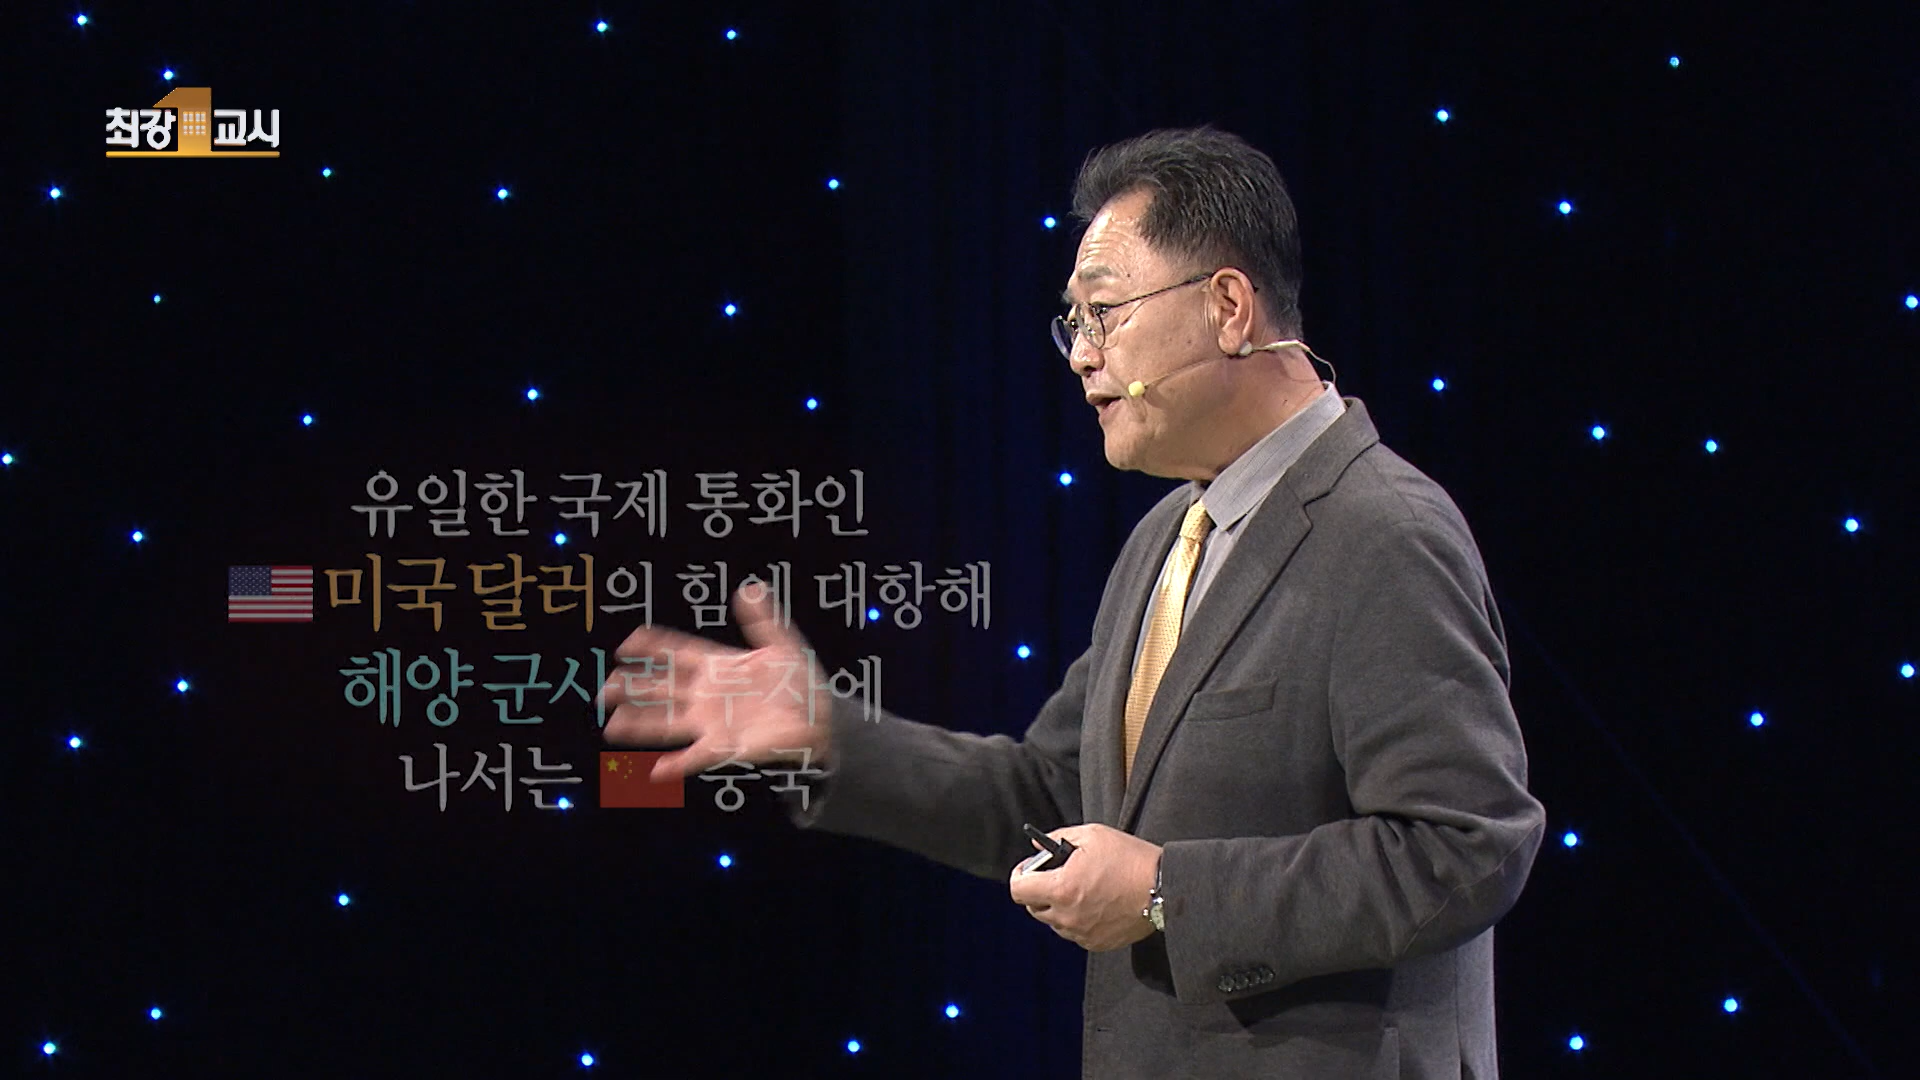 최강1교시
유일한 국제 통화인
미국 달러의 힘에 대항해
해양 군사력 투자에
나서는 중국